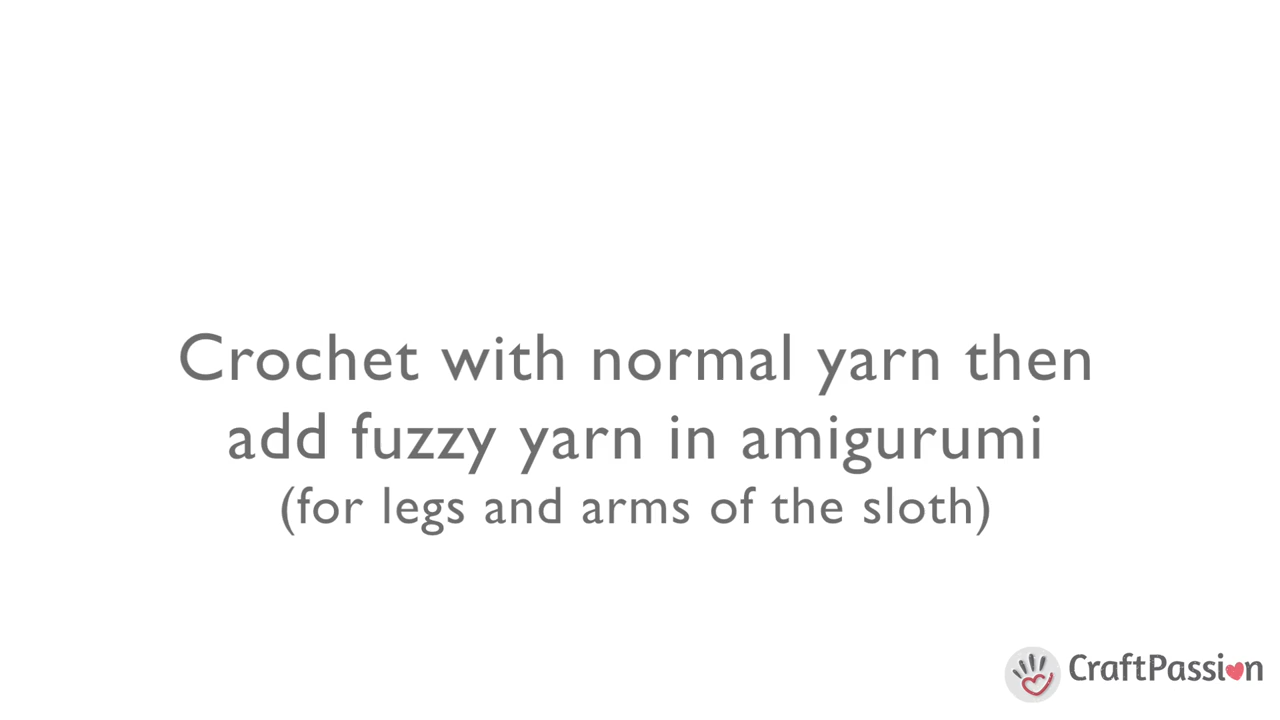 Crochet with normal yarn then
add fuzzy yarn in amigurumi
(for legs and arms of the sloth)
CraftPassion